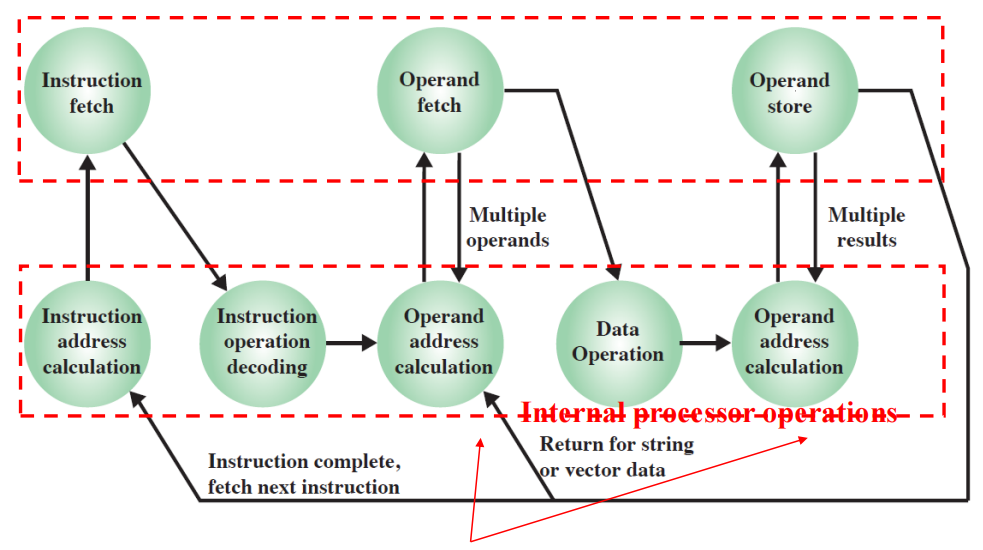 Instruction
fetch
Operand
fetch
Operand
store
Multiple
operands
Multiple
results
Instruction
address
calculation
Instruction
operation
decoding
Operand
address
calculation
Data
Operation
Operand
address
calculation
Internal processor operations
Instruction complete,
fetch next instruction
Return for string
or vector data